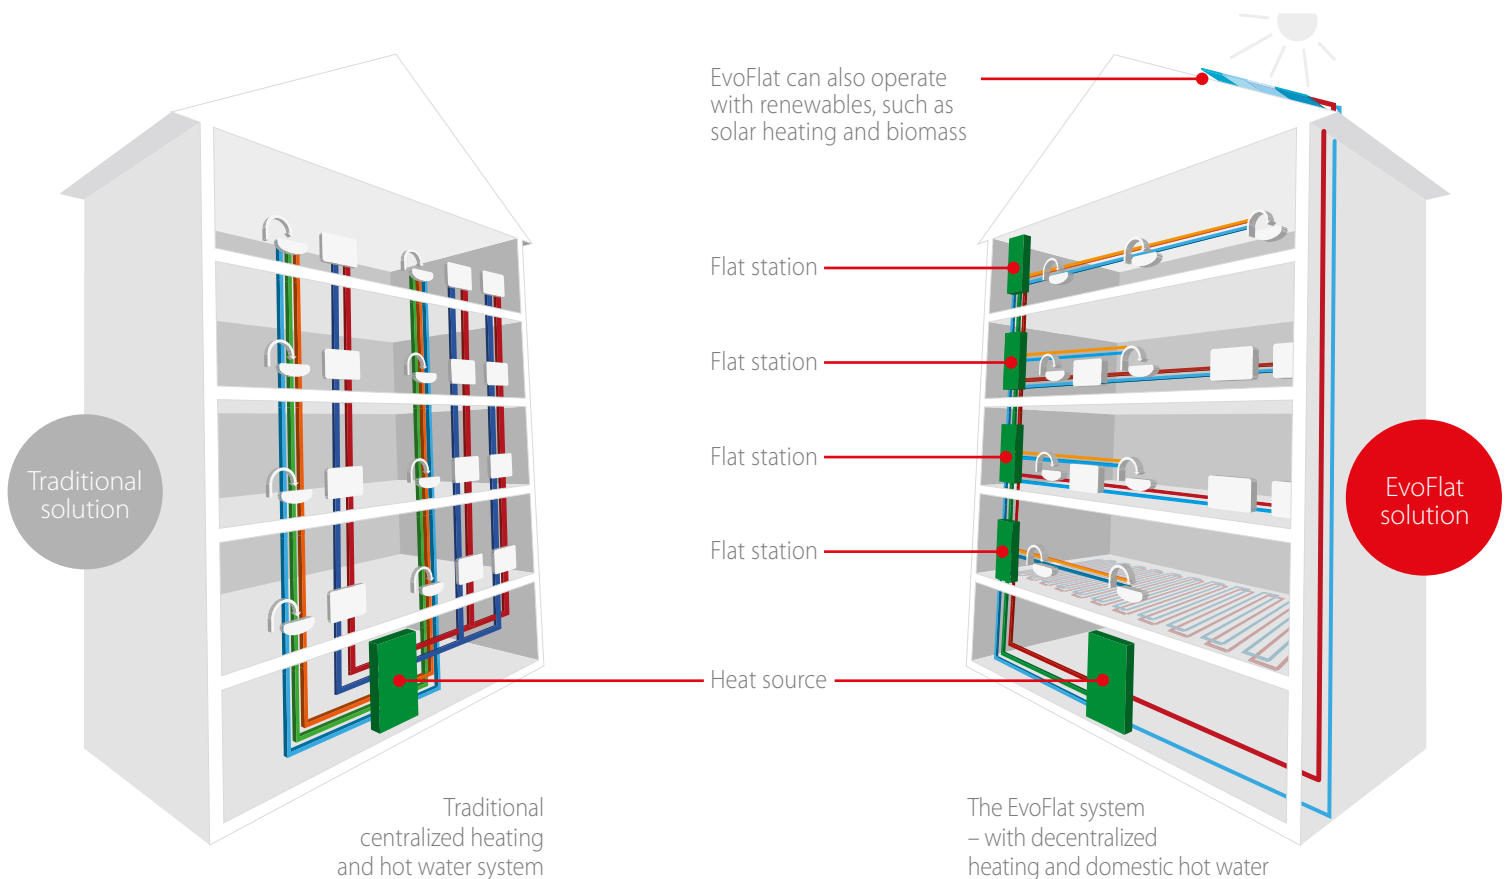 EvoFlat can also operate
with renewables, such as
solar heating and biomass
Flat station
Flat station
Flat station
Flat station
Heat source
Traditional
solution
EvoFlat
solution
Traditional
centralized heating
and hot water system
The EvoFlat system
– with decentralized
heating and domestic hot water